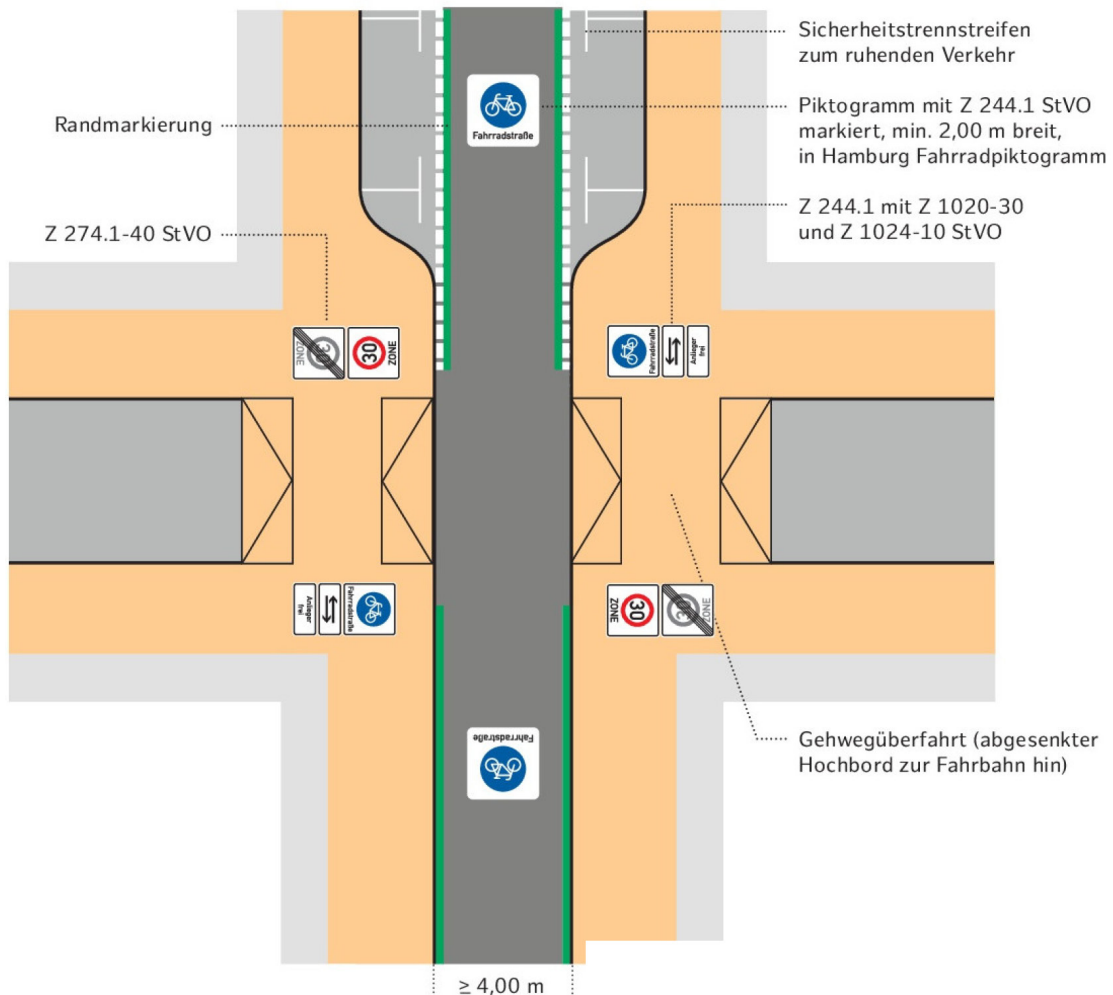 Sicherheitstrennstreifen
zum ruhenden Verkehr
Randmarkierung
Fahrradstraße
Piktogramm mit Z 244.1 StVO
markiert, min. 2,00 m breit,
in Hamburg Fahrradpiktogramm
Z 274.1-40 StVO
Z 244.1 mit Z 1020-30
und Z 1024-10 StVO
30
ZONE
30
ZONE
Fahrradstraße
Anlieger
frei
Anlieger
frei
Fahrradstraße
30
ZONE
30
ZONE
Fahrradstraße
Gehwegüberfahrt (abgesenkter
Hochbord zur Fahrbahn hin)
≥ 4,00 m